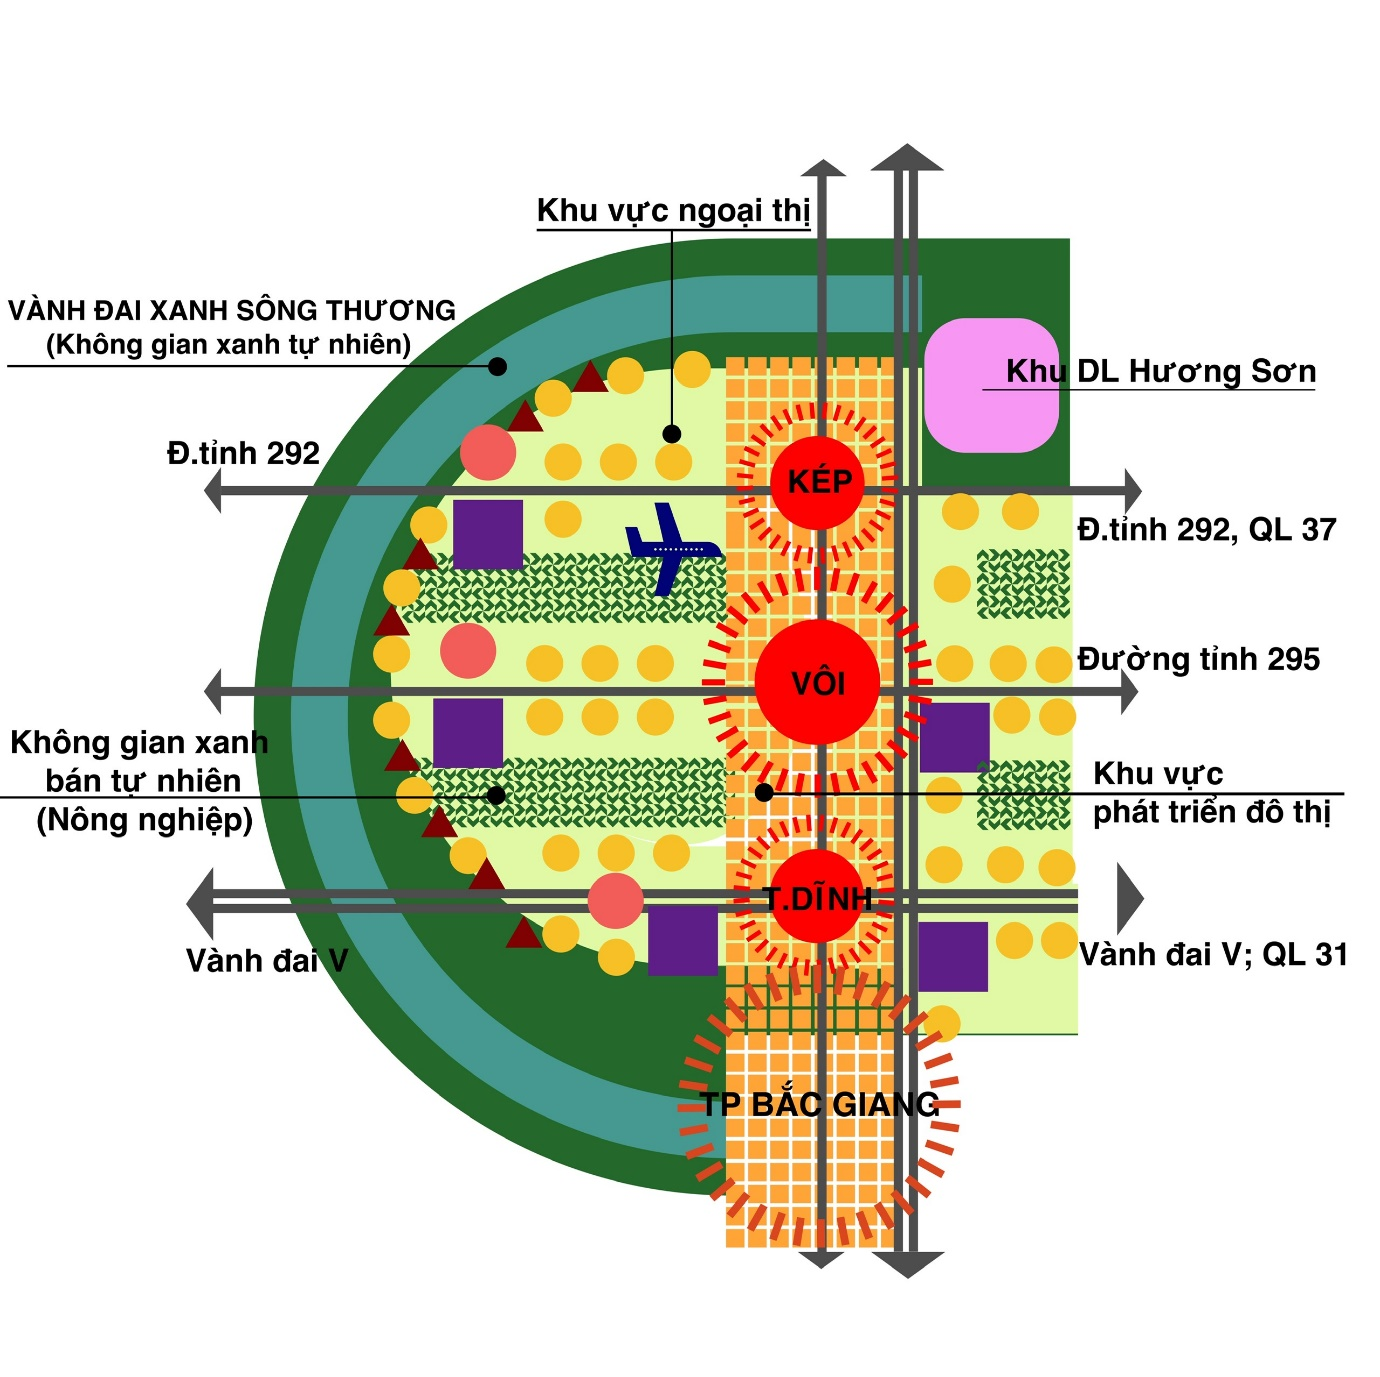 Khu vực ngoại thị
VÀNH ĐAI XANH SÔNG THƯƠNG
(Không gian xanh tự nhiên)
Khu DL Hương Sơn
Đ.tỉnh 292
KÉP
Đ.tỉnh 292, QL 37
Đường tỉnh 295
VÔI
Không gian xanh
bán tự nhiên
(Nông nghiệp)
Khu vực
phát triển đô thị
T.DĨNH
Vành đai V
Vành đai V; QL 31
TP BẮC GIANG